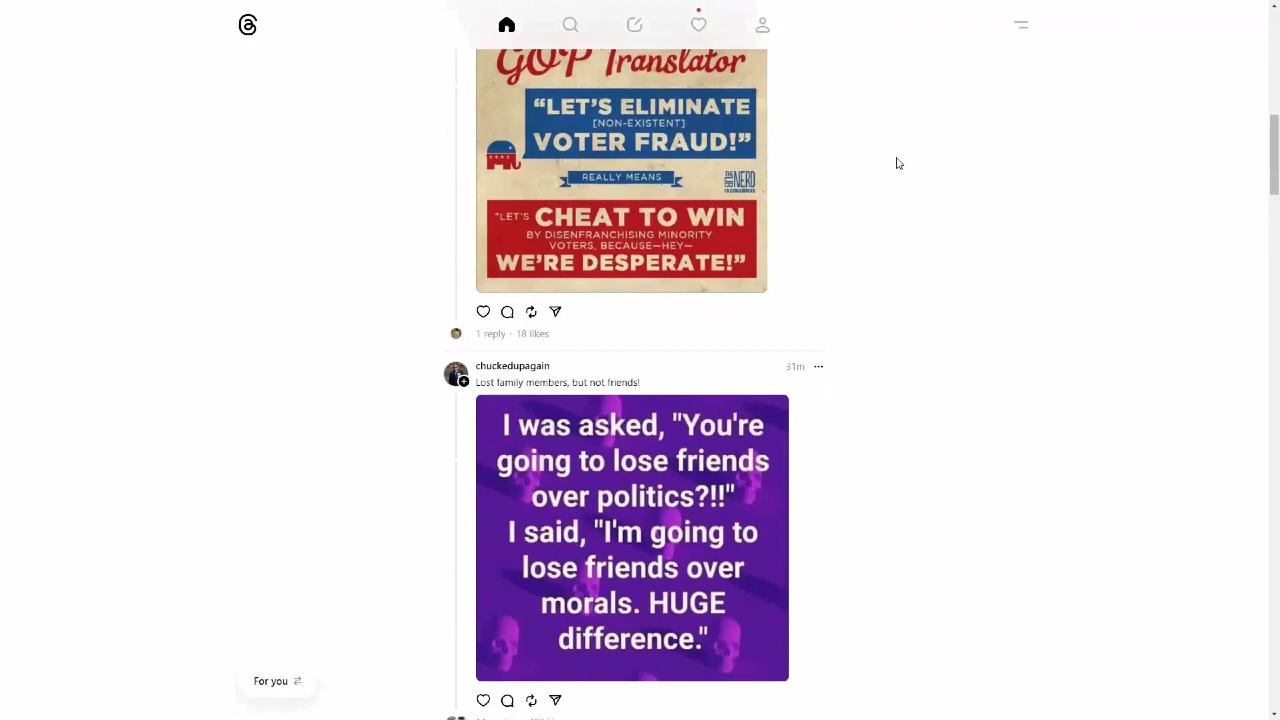 GOP Translator
"LET'S ELIMINATE
[NON-EXISTENT]
VOTER FRAUD!"
REALLY MEANS
NERD
"LET'S CHEAT TO WIN
BY DISENFRANCHISING MINORITY
VOTERS, BECAUSE—HEY—
WE'RE DESPERATE!"
1 reply · 18 likes
chuckedupagain 31m
Lost family members, but not friends!
I was asked, "You're
going to lose friends
over politics?!!"
I said, "I'm going to
lose friends over
morals. HUGE
difference."
For you